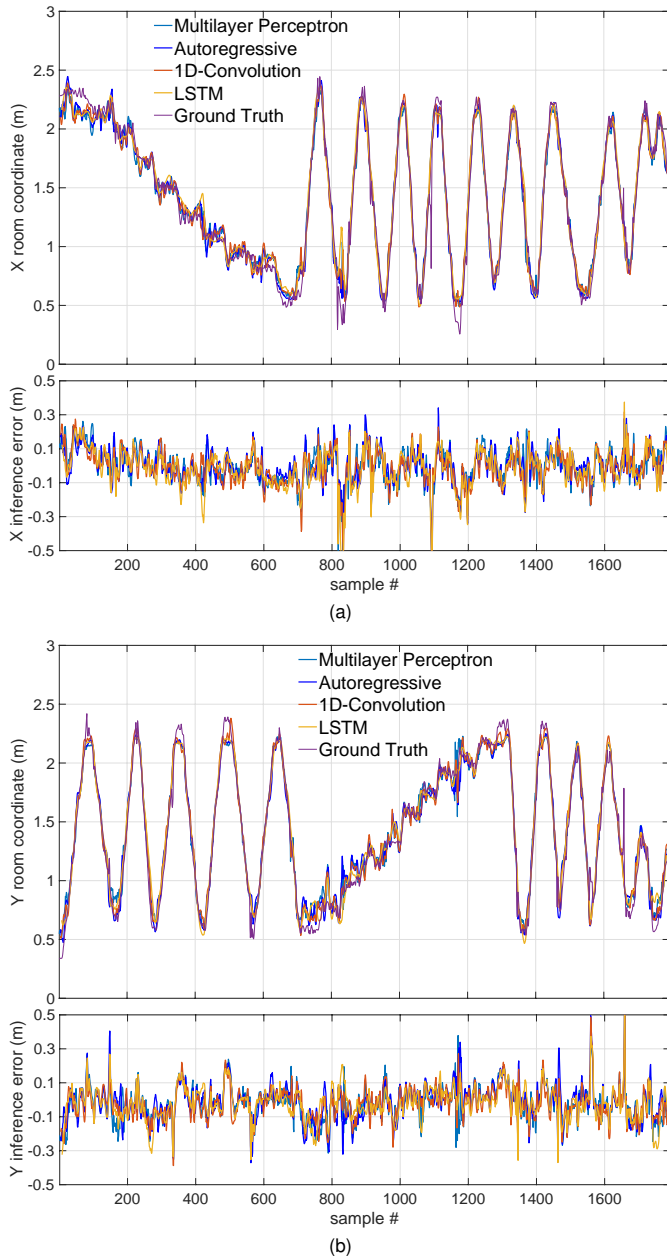 3
2.5
2
1.5
1
0.5
0
X room coordinate (m)
Multilayer Perceptron
Autoregressive
1D-Convolution
LSTM
Ground Truth
0.5
0.3
0.1
-0.1
-0.3
-0.5
X inference error (m)
200 400 600 800 1000 1200 1400 1600
sample #
(a)
3
2.5
2
1.5
1
0.5
0
Y room coordinate (m)
Multilayer Perceptron
Autoregressive
1D-Convolution
LSTM
Ground Truth
0.5
0.3
0.1
-0.1
-0.3
-0.5
Y inference error (m)
200 400 600 800 1000 1200 1400 1600
sample #
(b)